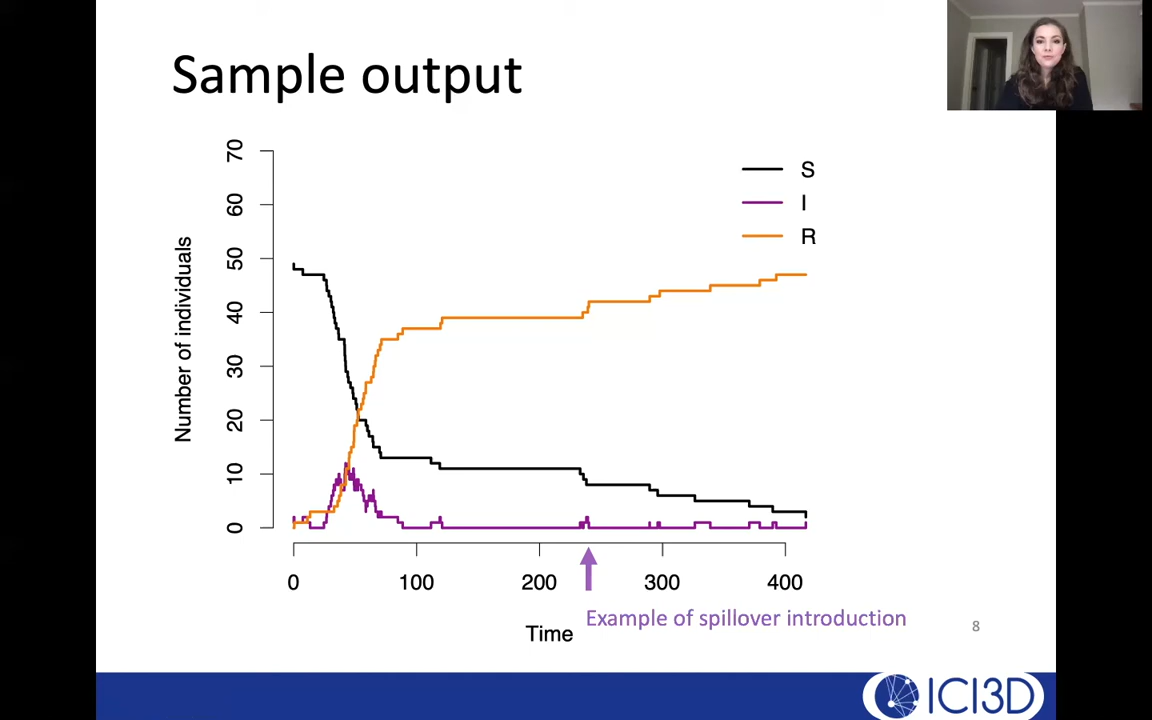 Sample output
70
60
50
40
30
20
10
0
Number of individuals
S
I
R
0 100 200 300 400
Time
Example of spillover introduction
8
ICI3D